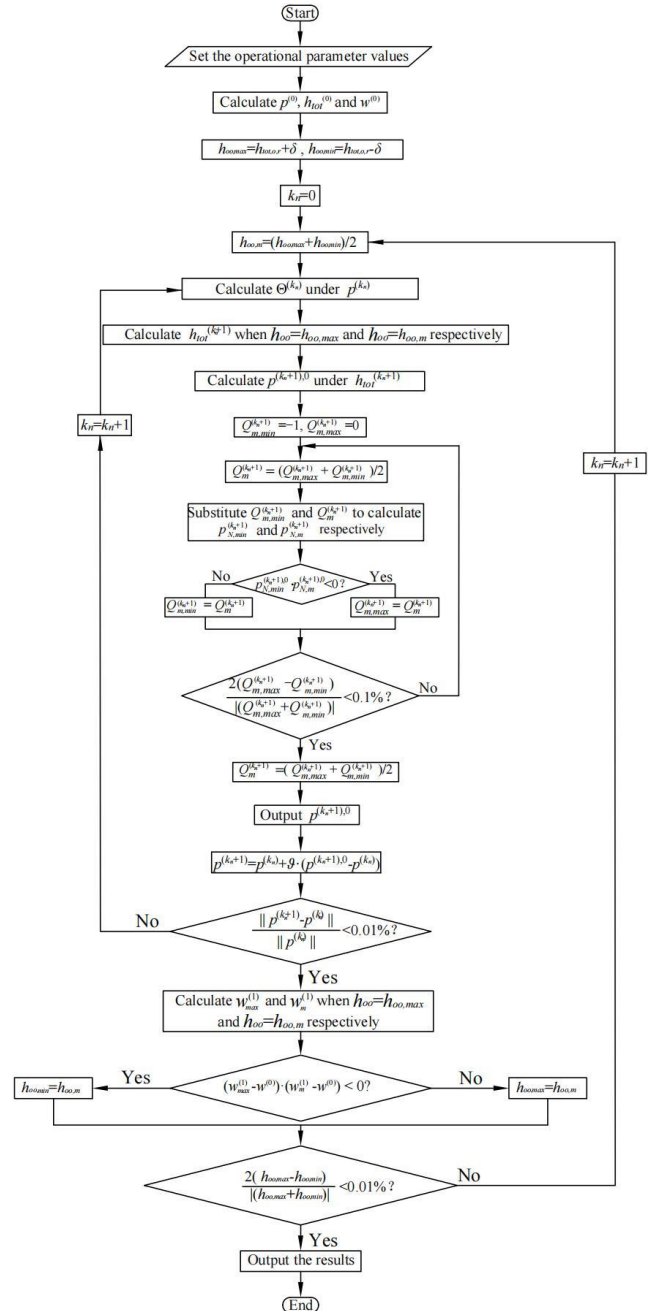 Start
Set the operational parameter values
Calculate p^(0), h_tot^(0) and w^(0)
h_oo,max=h_tot,o,r+δ , h_oo,min=h_tot,o,r-δ
k_n=0
h_oo,m=(h_oo,max+h_oo,min)/2
Calculate Θ^(k_n) under p^(k_n)
Calculate h_tot^(k_n+1) when h_oo=h_oo,max and h_oo=h_oo,m respectively
Calculate p^(k_n+1),0 under h_tot^(k_n+1)
k_n=k_n+1
Q_m,min^(k_n+1)=-1, Q_m,max^(k_n+1)=0
Q_m^(k_n+1) = (Q_m,max^(k_n+1) + Q_m,min^(k_n+1))/2
k_n=k_n+1
Substitute Q_m,min^(k_n+1) and Q_m^(k_n+1) to calculate
p_N,min^(k_n+1) and p_N,m^(k_n+1) respectively
No
p_N,min^(k_n+1),0·p_N,m^(k_n+1),0<0?
Yes
Q_m,min^(k_n+1) = Q_m^(k_n+1)
Q_m,max^(k_n+1) = Q_m^(k_n+1)
2(Q_m,max^(k_n+1) -Q_m,min^(k_n+1))
|(Q_m,max^(k_n+1)+Q_m,min^(k_n+1))|
<0.1%?
No
Yes
Q_m^(k_n+1)=( Q_m,max^(k_n+1) + Q_m,min^(k_n+1))/2
Output p^(k_n+1),0
p^(k_n+1)=p^(k_n)+ϑ·(p^(k_n+1),0-p^(k_n))
No
|| p^(k_n+1)-p^(k_n) ||
|| p^(k_n) ||
<0.01%?
Yes
Calculate w_max^(1) and w_m^(1) when h_oo=h_oo,max
and h_oo=h_oo,m respectively
h_oo,min=h_oo,m
Yes
(w_max^(1)-w^(0))·(w_m^(1)-w^(0)) < 0?
No
h_oo,max=h_oo,m
2( h_oo,max-h_oo,min)
|(h_oo,max+h_oo,min)|
<0.01%?
No
Yes
Output the results
End